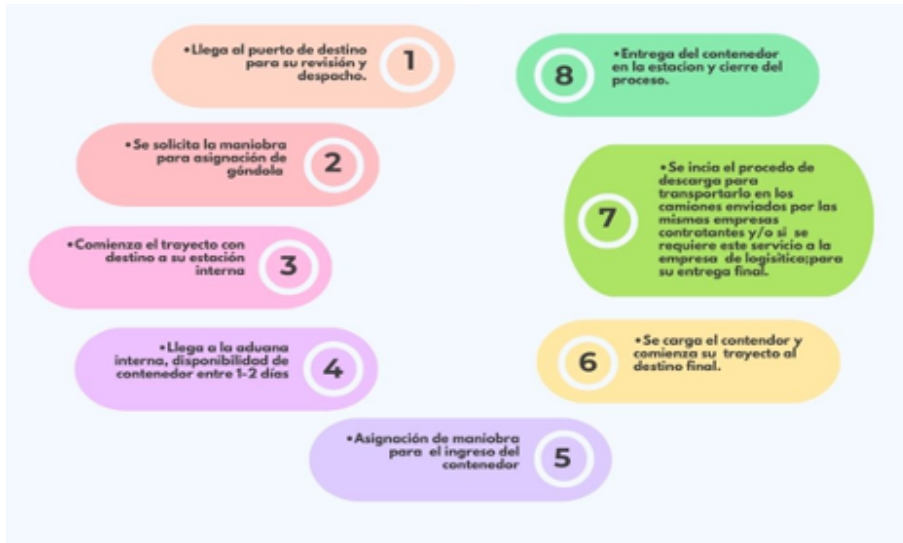 •Llega al puerto de destino
para su revisión y
despacho.
1
•Se solicita la maniobra
para asignación de
góndola
2
•Comienza el trayecto con
destino a su estación
interna
3
•Llega a la aduana
interna, disponibilidad de
contenedor entre 1-2 días
4
•Asignación de maniobra
para el ingreso del
contenedor
5
6
•Se carga el contendor y
comienza su trayecto al
destino final.
7
•Se incia el procedo de
descarga para
transportarlo en los
camiones enviados por las
mismas empresas
contratantes y/o si se
requiere este servicio a la
empresa de logisitica;para
su entrega final.
8
•Entrega del contenedor
en la estacion y cierre del
proceso.